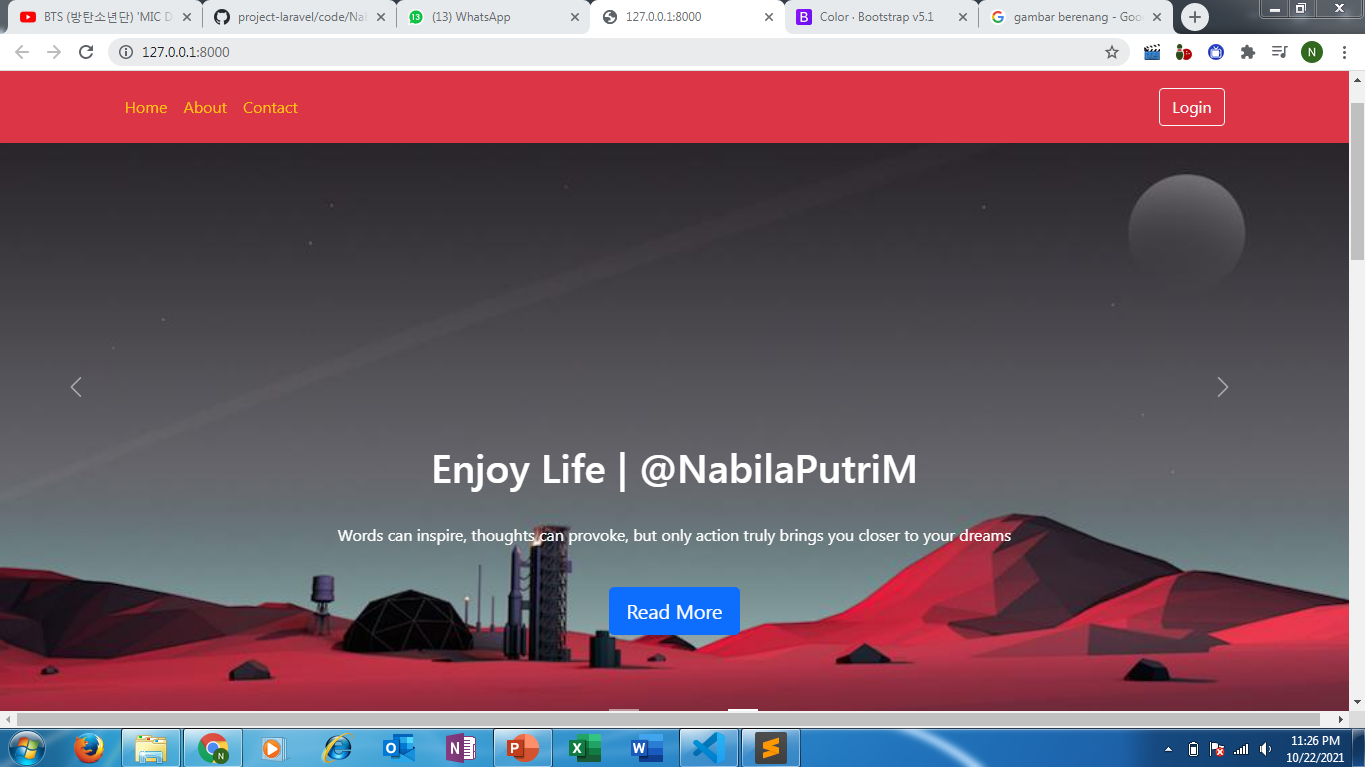 BTS (방탄소년단) 'MIC D
project-laravel/code/Nab
(13) WhatsApp
127.0.0.1:8000
Color · Bootstrap v5.1
gambar berenang - Goo
127.0.0.1:8000
N
Home About Contact
Login
Enjoy Life | @NabilaPutriM
Words can inspire, thoughts can provoke, but only action truly brings you closer to your dreams
Read More
11:26 PM
10/22/2021